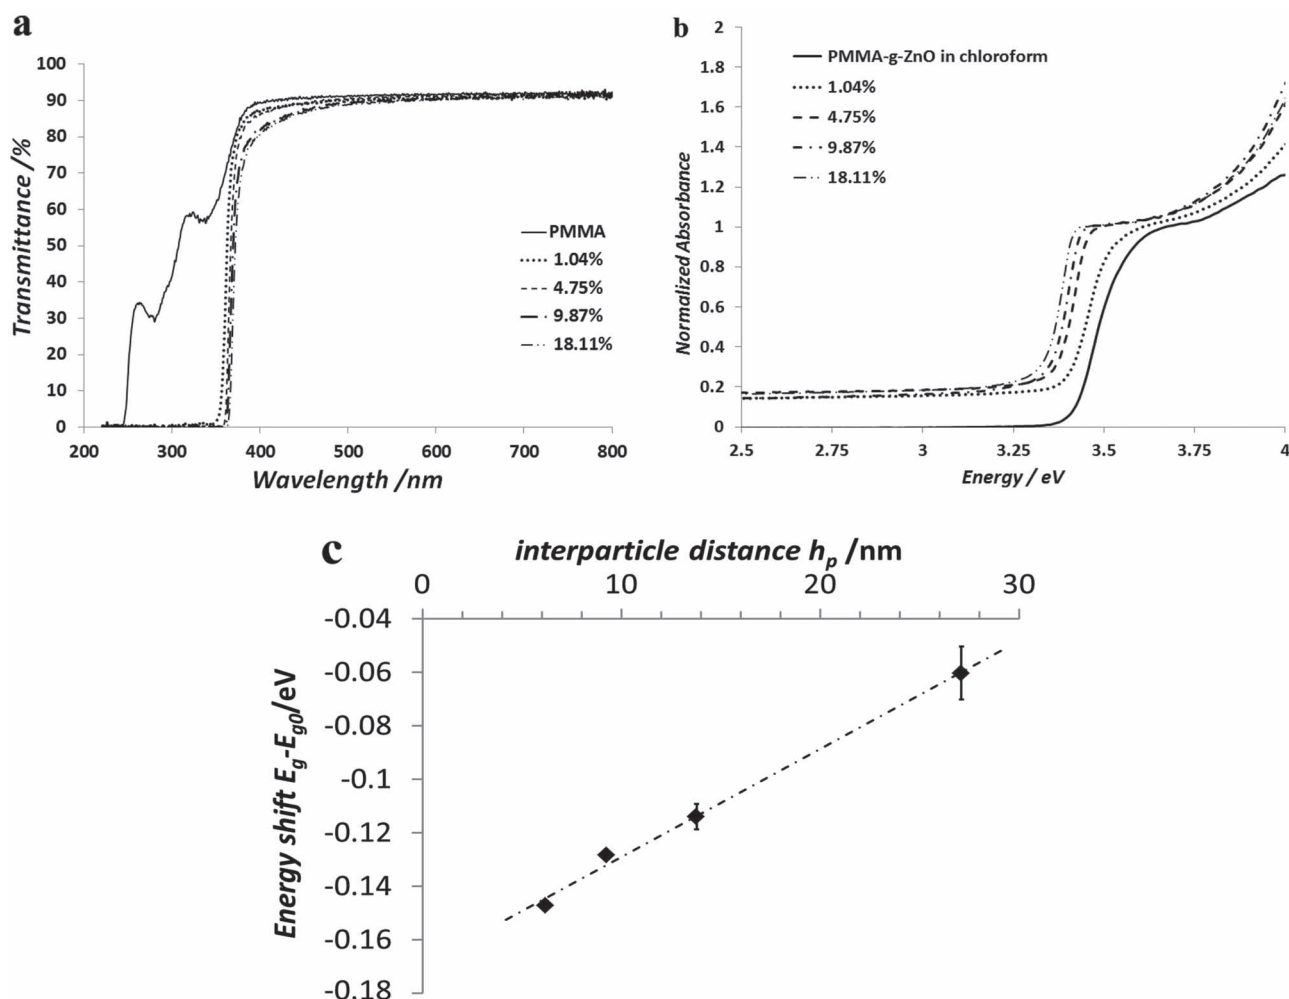 a
100
90
80
70
60
50
40
30
20
10
0
Transmittance /%
200 300 400 500 600 700 800
Wavelength /nm
PMMA
1.04%
4.75%
9.87%
18.11%
b
2
1.8
1.6
1.4
1.2
1
0.8
0.6
0.4
0.2
0
Normalized Absorbance
2.5 2.75 3 3.25 3.5 3.75 4
Energy / eV
PMMA-g-ZnO in chloroform
1.04%
4.75%
9.87%
18.11%
c
interparticle distance hp /nm
0 10 20 30
-0.04
-0.06
-0.08
-0.1
-0.12
-0.14
-0.16
-0.18
Energy shift Eg-Eg0/eV